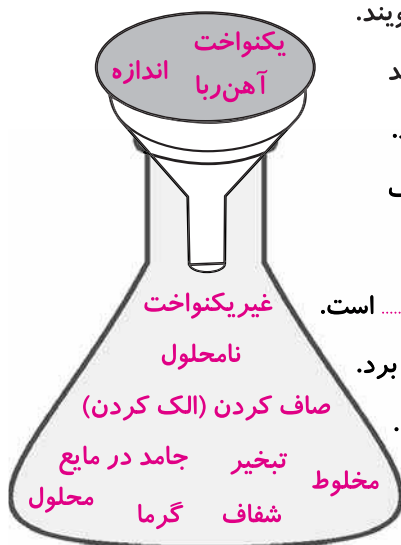 ویند.
یکنواخت
اندازه
آهن‌ربا
د
..
ـ
غیریکنواخت
..... است.
نامحلول
برد.
صاف کردن (الک کردن)
.
جامد در مایع
تبخیر
مخلوط
محلول
گرما
شفاف